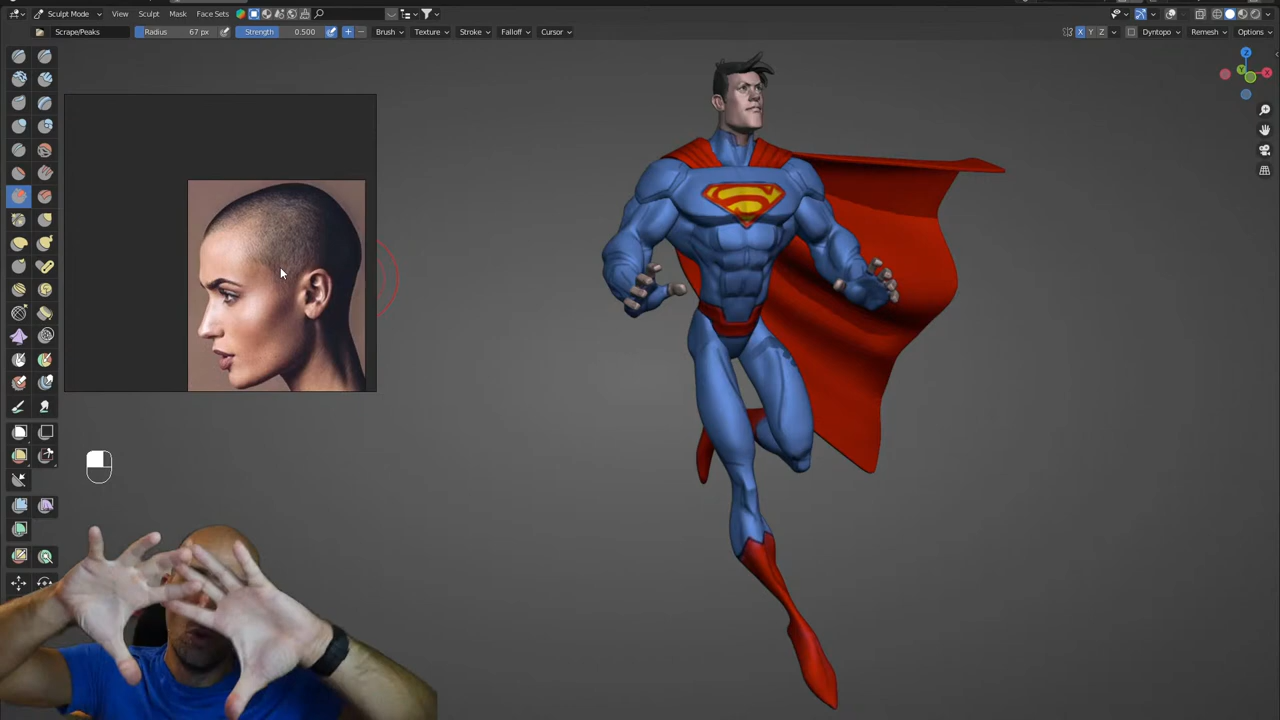 Sculpt Mode View Sculpt Mask Face Sets
Scrape/Peaks Radius 67 px Strength 0.500 Brush Texture Stroke Falloff Cursor X Y Z Dyntopo Remesh Options
Z
Y X
S